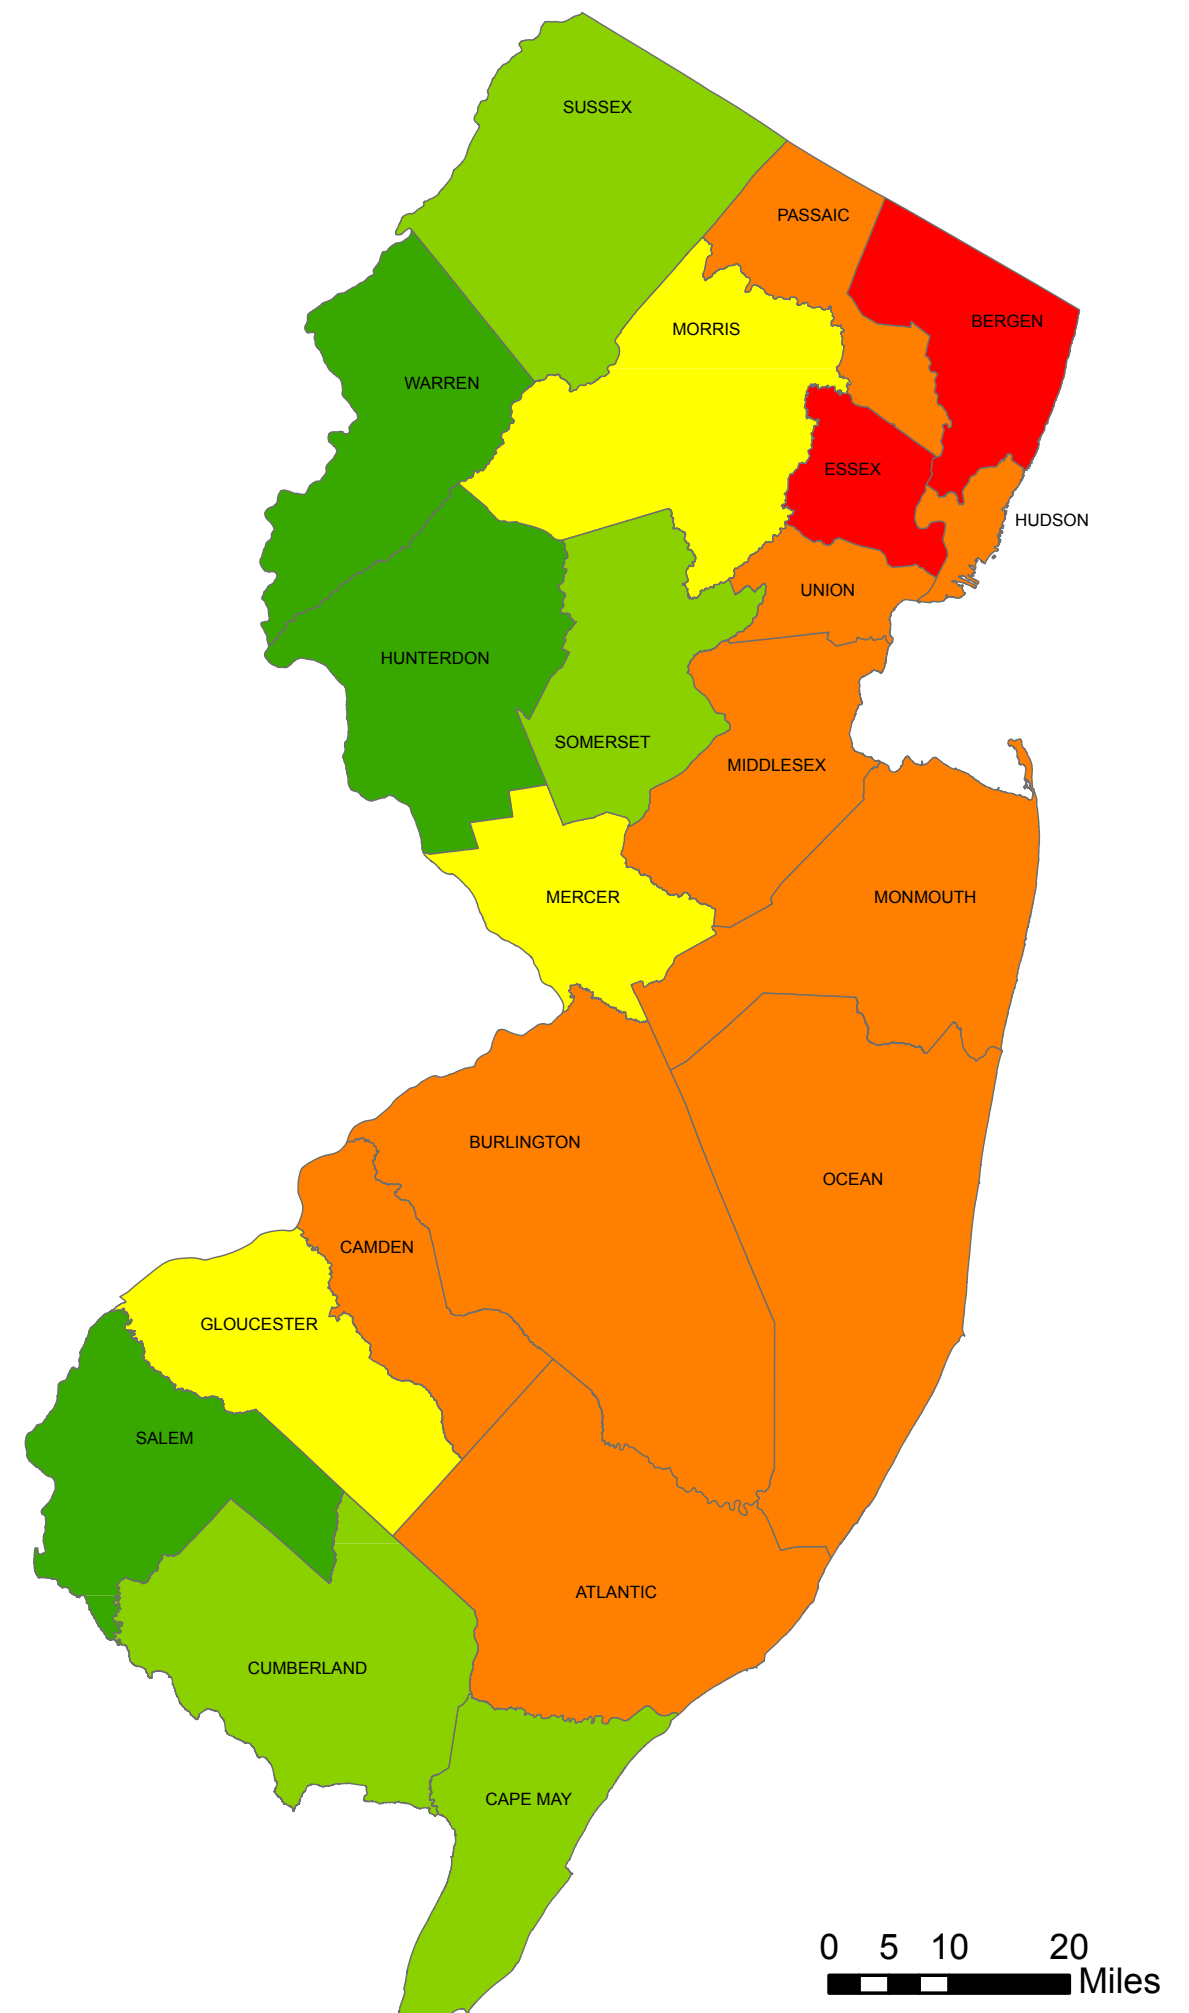 SUSSEX
PASSAIC
BERGEN
MORRIS
WARREN
ESSEX
HUDSON
UNION
HUNTERDON
SOMERSET
MIDDLESEX
MERCER
MONMOUTH
BURLINGTON
OCEAN
CAMDEN
GLOUCESTER
SALEM
ATLANTIC
CUMBERLAND
CAPE MAY
0 5 10 20
Miles